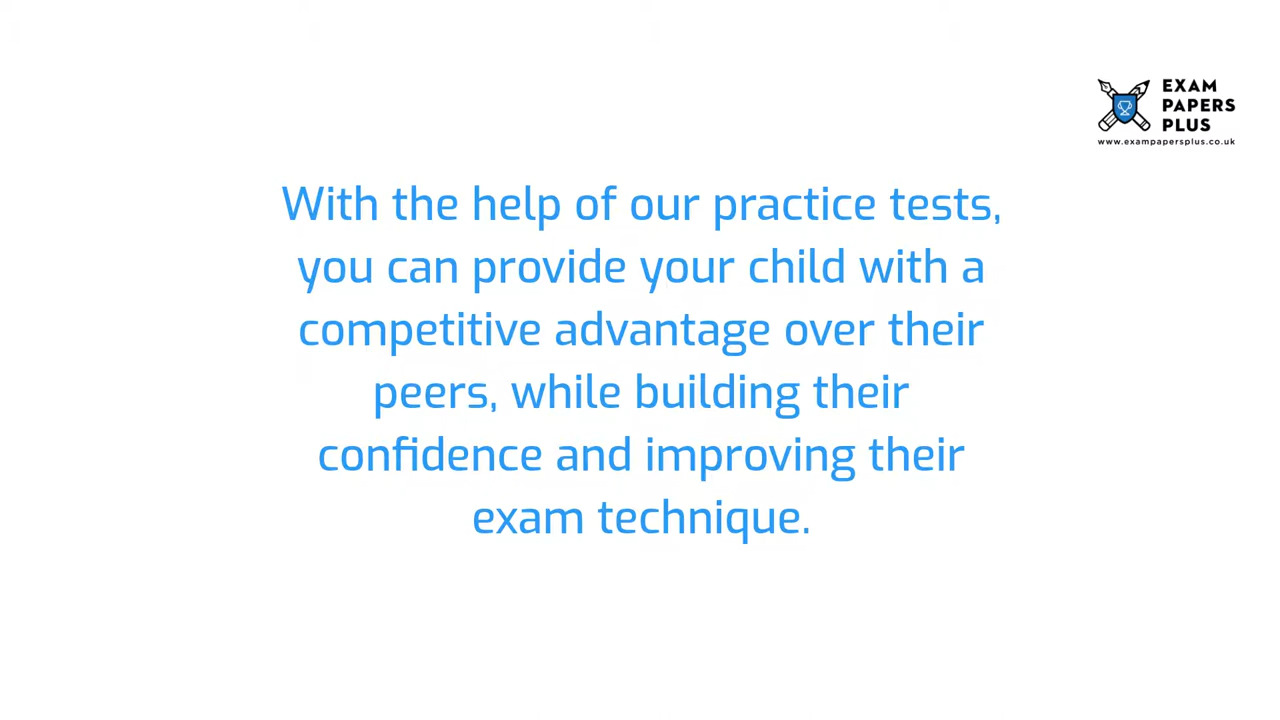 EXAM
PAPERS
PLUS
www.exampapersplus.co.uk
With the help of our practice tests,
you can provide your child with a
competitive advantage over their
peers, while building their
confidence and improving their
exam technique.